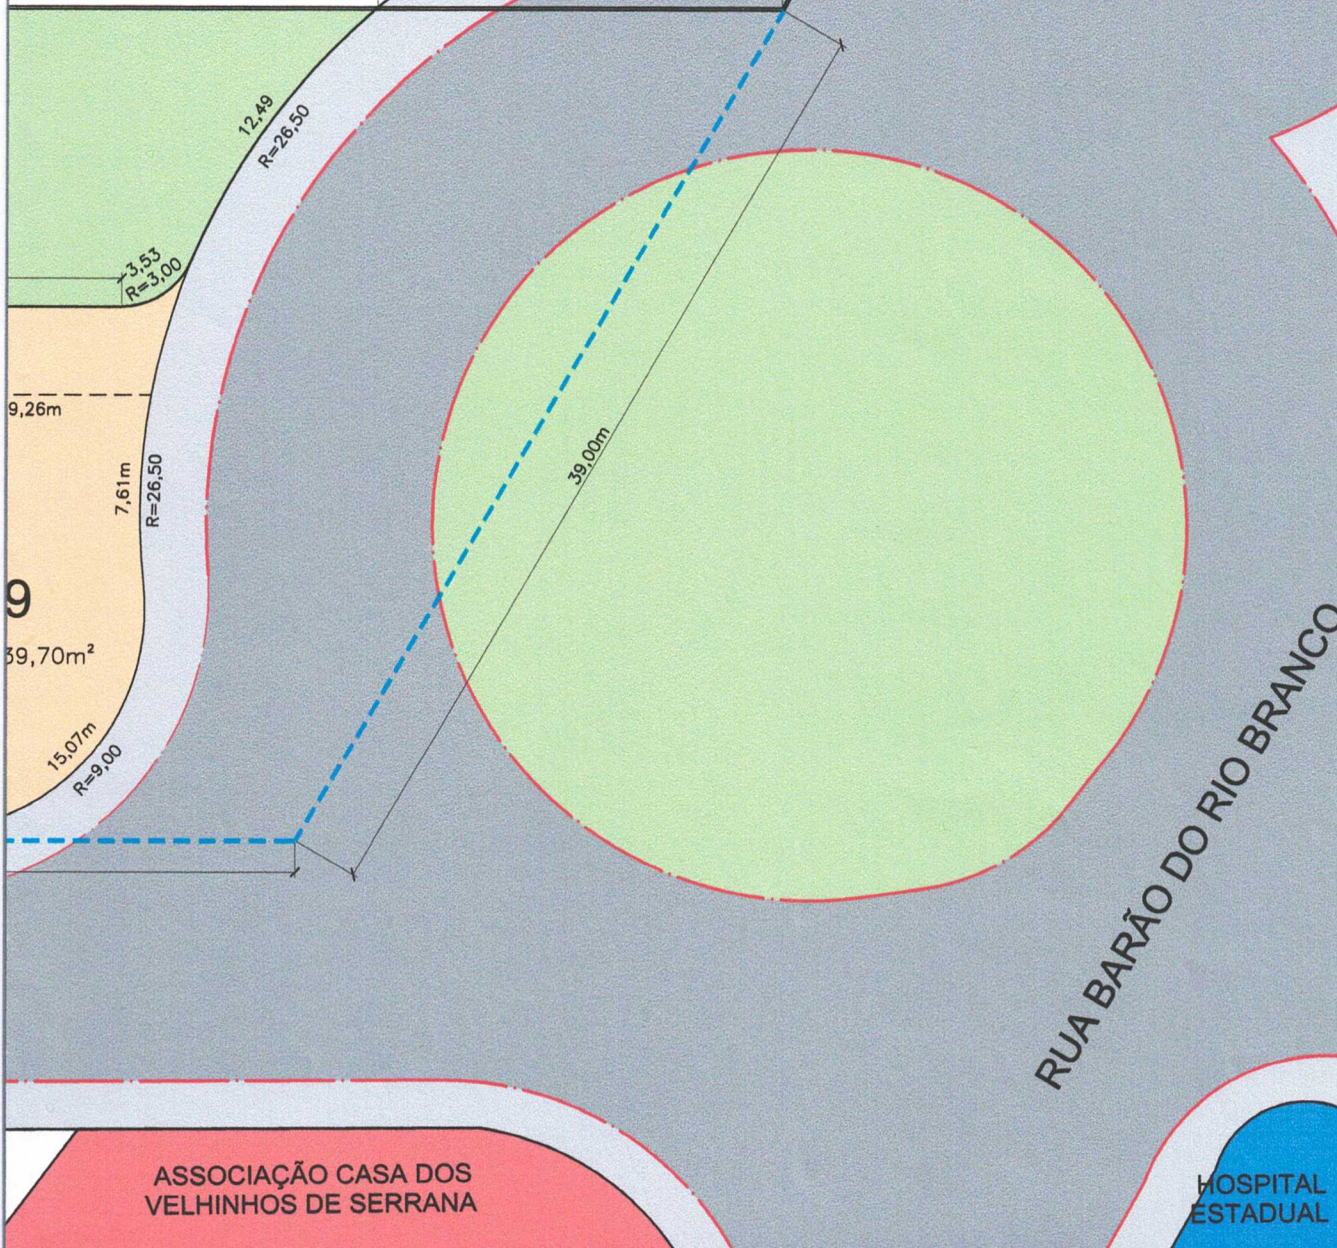 12,49
R=26,50
3,53
R=3,00
9,26m
39,00m
7,61m
R=26,50
9
39,70m²
15,07m
R=9,00
RUA BARÃO DO RIO BRANCO
ASSOCIAÇÃO CASA DOS
VELHINHOS DE SERRANA
HOSPITAL
ESTADUAL